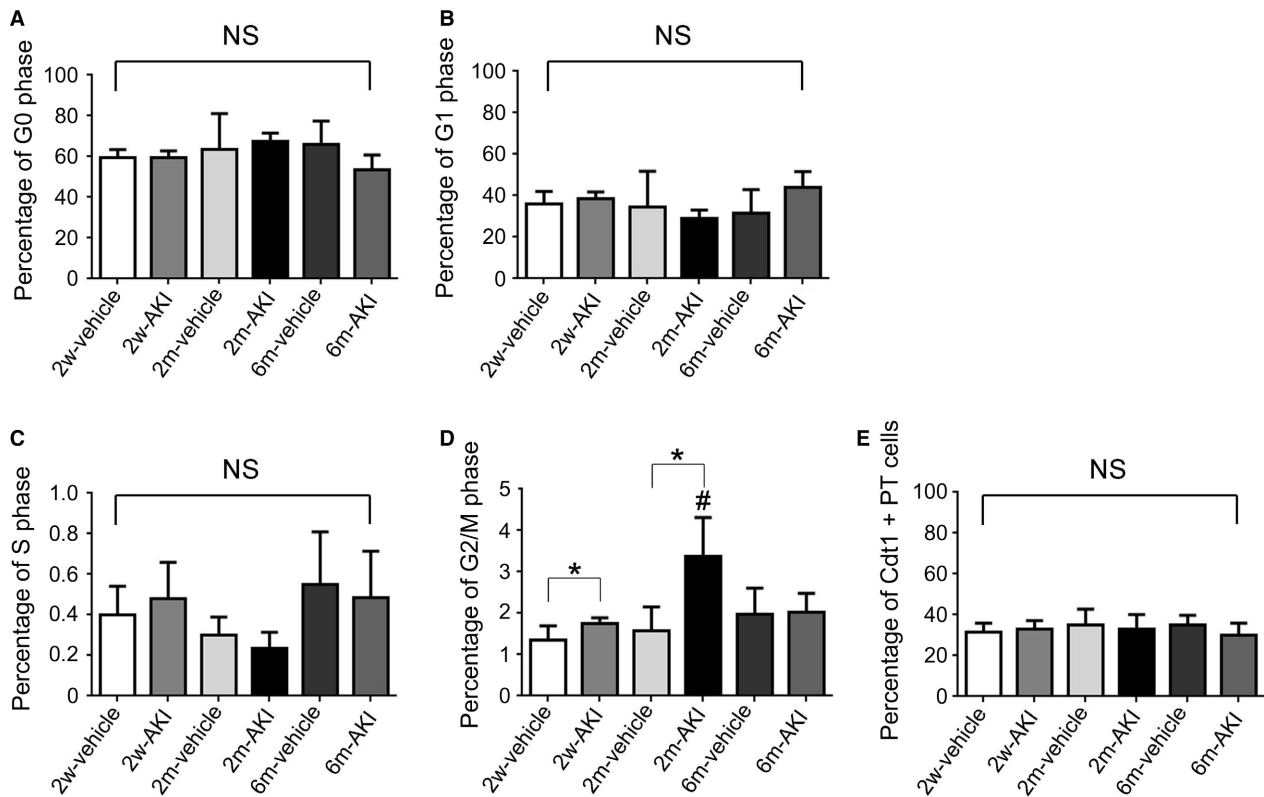 A
NS
Percentage of G0 phase
100
80
60
40
20
0
2w-vehicle
2w-AKI
2m-vehicle
2m-AKI
6m-vehicle
6m-AKI
B
NS
Percentage of G1 phase
100
80
60
40
20
0
2w-vehicle
2w-AKI
2m-vehicle
2m-AKI
6m-vehicle
6m-AKI
C
NS
Percentage of S phase
1.0
0.8
0.6
0.4
0.2
0
2w-vehicle
2w-AKI
2m-vehicle
2m-AKI
6m-vehicle
6m-AKI
D
*
*
#
Percentage of G2/M phase
5
4
3
2
1
0
2w-vehicle
2w-AKI
2m-vehicle
2m-AKI
6m-vehicle
6m-AKI
E
NS
Percentage of Cdt1 + PT cells
100
80
60
40
20
0
2w-vehicle
2w-AKI
2m-vehicle
2m-AKI
6m-vehicle
6m-AKI